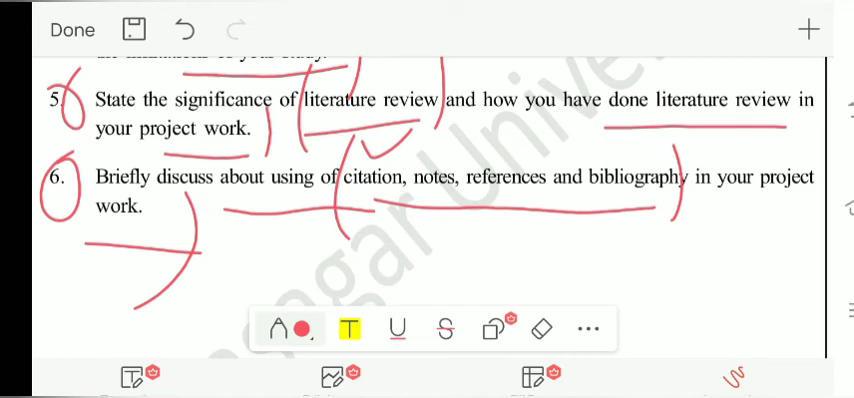 Done
5. State the significance of literature review and how you have done literature review in
your project work.
6. Briefly discuss about using of citation, notes, references and bibliography in your project
work.